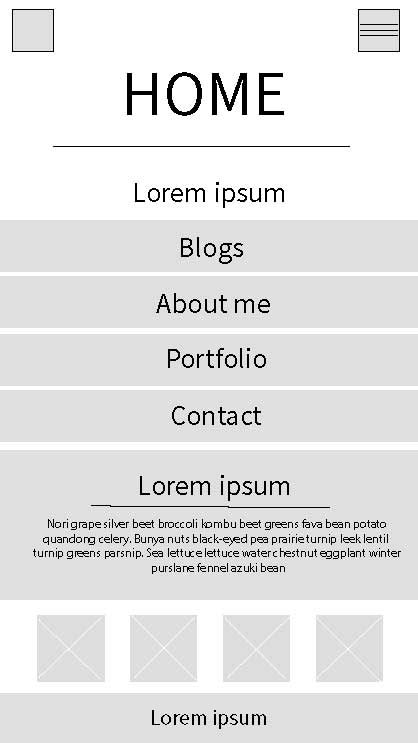 HOME
Lorem ipsum
Blogs
About me
Portfolio
Contact
Lorem ipsum
Nori grape silver beet broccoli kombu beet greens fava bean potato
quandong celery. Bunya nuts black-eyed pea prairie turnip leek lentil
turnip greens parsnip. Sea lettuce lettuce water chestnut eggplant winter
purslane fennel azuki bean
Lorem ipsum